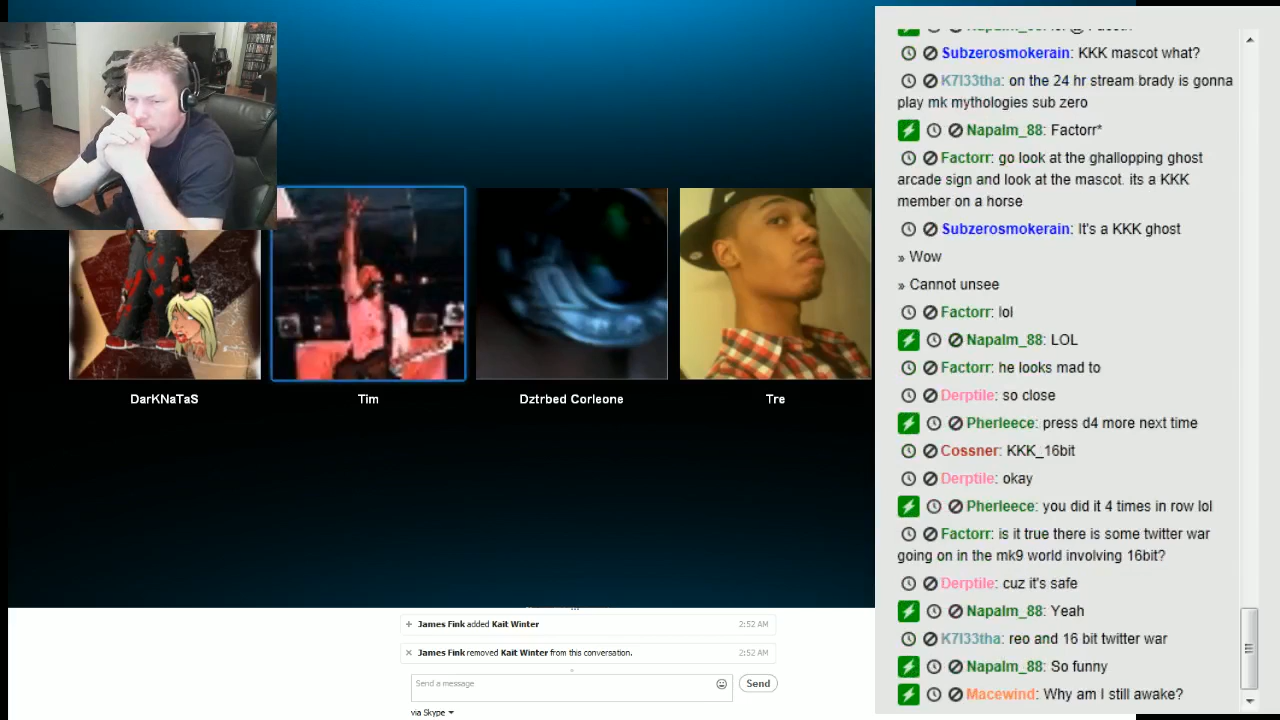 DarKNaTaS
Tim
Dztrbed Corleone
Tre
James Fink added Kait Winter 2:52 AM
James Fink removed Kait Winter from this conversation. 2:52 AM
Send a message
Send
via Skype
Subzerosmokerain: KKK mascot what?
K7l33tha: on the 24 hr stream brady is gonna
play mk mythologies sub zero
Napalm_88: Factorr*
Factorr: go look at the ghallopping ghost
arcade sign and look at the mascot. its a KKK
member on a horse
Subzerosmokerain: It's a KKK ghost
» Wow
» Cannot unsee
Factorr: lol
Napalm_88: LOL
Factorr: he looks mad to
Derptile: so close
Pherleece: press d4 more next time
Cossner: KKK_16bit
Derptile: okay
Pherleece: you did it 4 times in row lol
Factorr: is it true there is some twitter war
going on in the mk9 world involving 16bit?
Derptile: cuz it's safe
Napalm_88: Yeah
K7l33tha: reo and 16 bit twitter war
Napalm_88: So funny
Macewind: Why am I still awake?